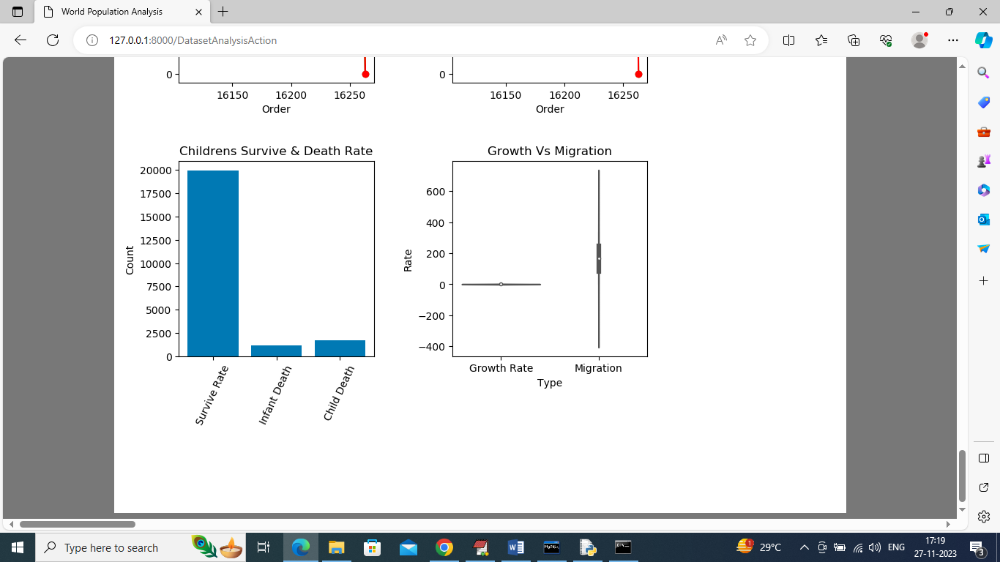 World Population Analysis
127.0.0.1:8000/DatasetAnalysisAction
0
16150 16200 16250
Order
0
16150 16200 16250
Order
Childrens Survive & Death Rate
20000
17500
15000
12500
10000
7500
5000
2500
0
Count
Survive Rate
Infant Death
Child Death
Growth Vs Migration
600
400
200
0
−200
−400
Rate
Growth Rate Migration
Type
Type here to search
1
29°C
ENG
17:19
27-11-2023
3